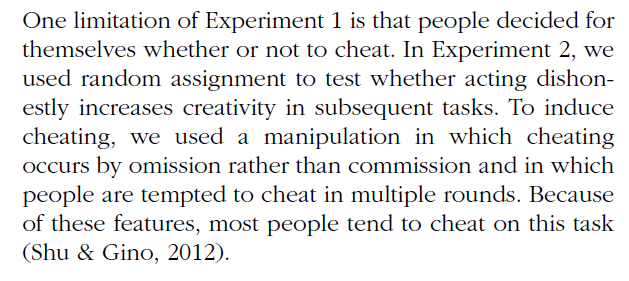 One limitation of Experiment 1 is that people decided for
themselves whether or not to cheat. In Experiment 2, we
used random assignment to test whether acting dishon-
estly increases creativity in subsequent tasks. To induce
cheating, we used a manipulation in which cheating
occurs by omission rather than commission and in which
people are tempted to cheat in multiple rounds. Because
of these features, most people tend to cheat on this task
(Shu & Gino, 2012).